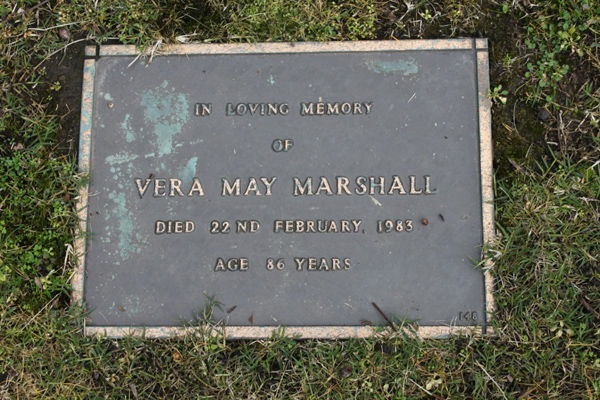 IN LOVING MEMORY
OF
VERA MAY MARSHALL
DIED 22ND FEBRUARY, 1983
AGE 86 YEARS
148